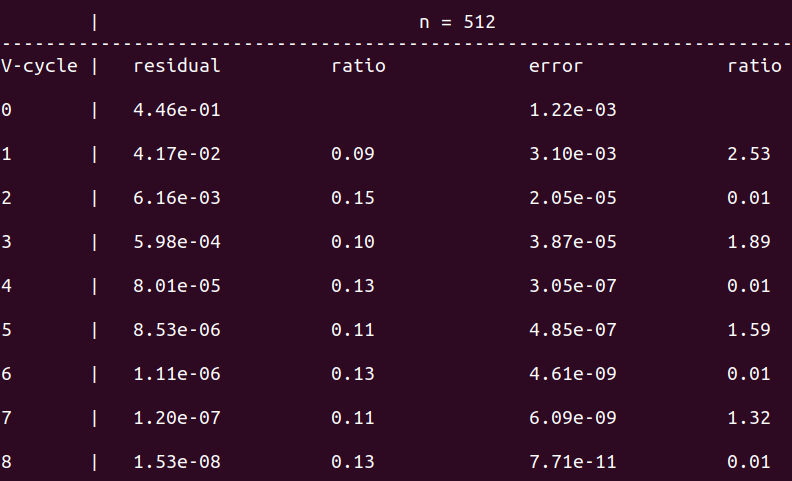 | n = 512
------------------------------------------------------------------------
V-cycle | residual ratio error ratio
0 | 4.46e-01 1.22e-03
1 | 4.17e-02 0.09 3.10e-03 2.53
2 | 6.16e-03 0.15 2.05e-05 0.01
3 | 5.98e-04 0.10 3.87e-05 1.89
4 | 8.01e-05 0.13 3.05e-07 0.01
5 | 8.53e-06 0.11 4.85e-07 1.59
6 | 1.11e-06 0.13 4.61e-09 0.01
7 | 1.20e-07 0.11 6.09e-09 1.32
8 | 1.53e-08 0.13 7.71e-11 0.01